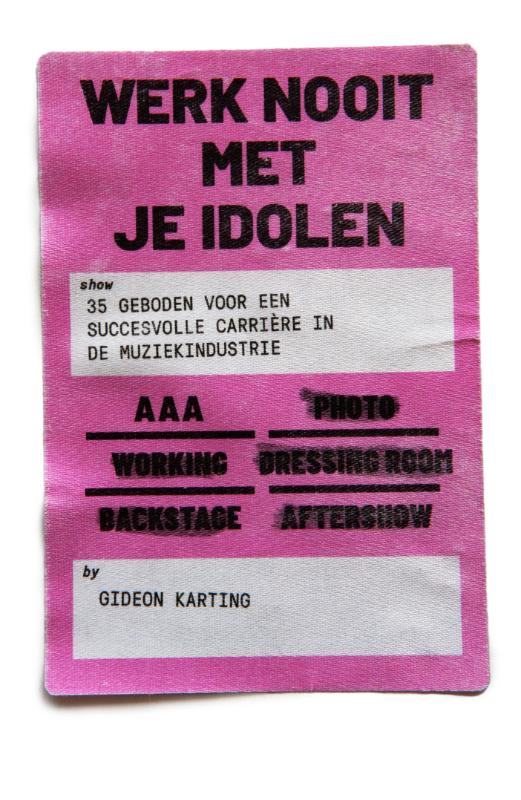 WERK NOOIT
MET
JE IDOLEN
show
35 GEBODEN VOOR EEN
SUCCESVOLLE CARRIÈRE IN
DE MUZIEKINDUSTRIE
AAA
PHOTO
WORKING
DRESSING ROOM
BACKSTAGE
AFTERSHOW
by
GIDEON KARTING